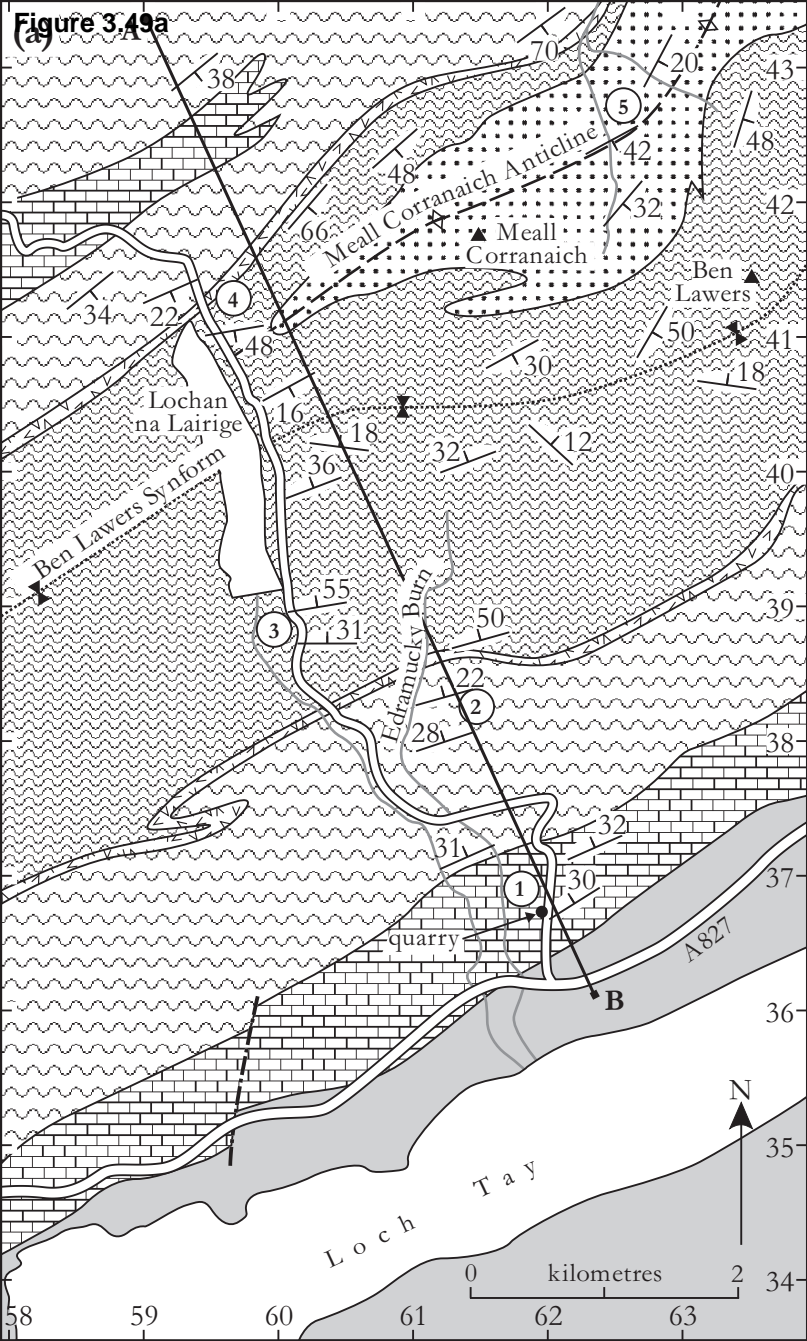 Figure 3.49a
(a)
A
70
43
38
20
5
48
42
48
Meall Corranaich Anticline
66
32
42
Meall
Corranaich
Ben
Lawers
34
22
4
50
41
48
30
18
Lochan
na Lairige
16
18
36
32
12
40
Ben Lawers Synform
55
39
3
31
50
Edramucky Burn
22
2
28
38
31
32
1
30
37
quarry
A827
B
36
N
35
Loch Tay
0 kilometres 2
34
58 59 60 61 62 63